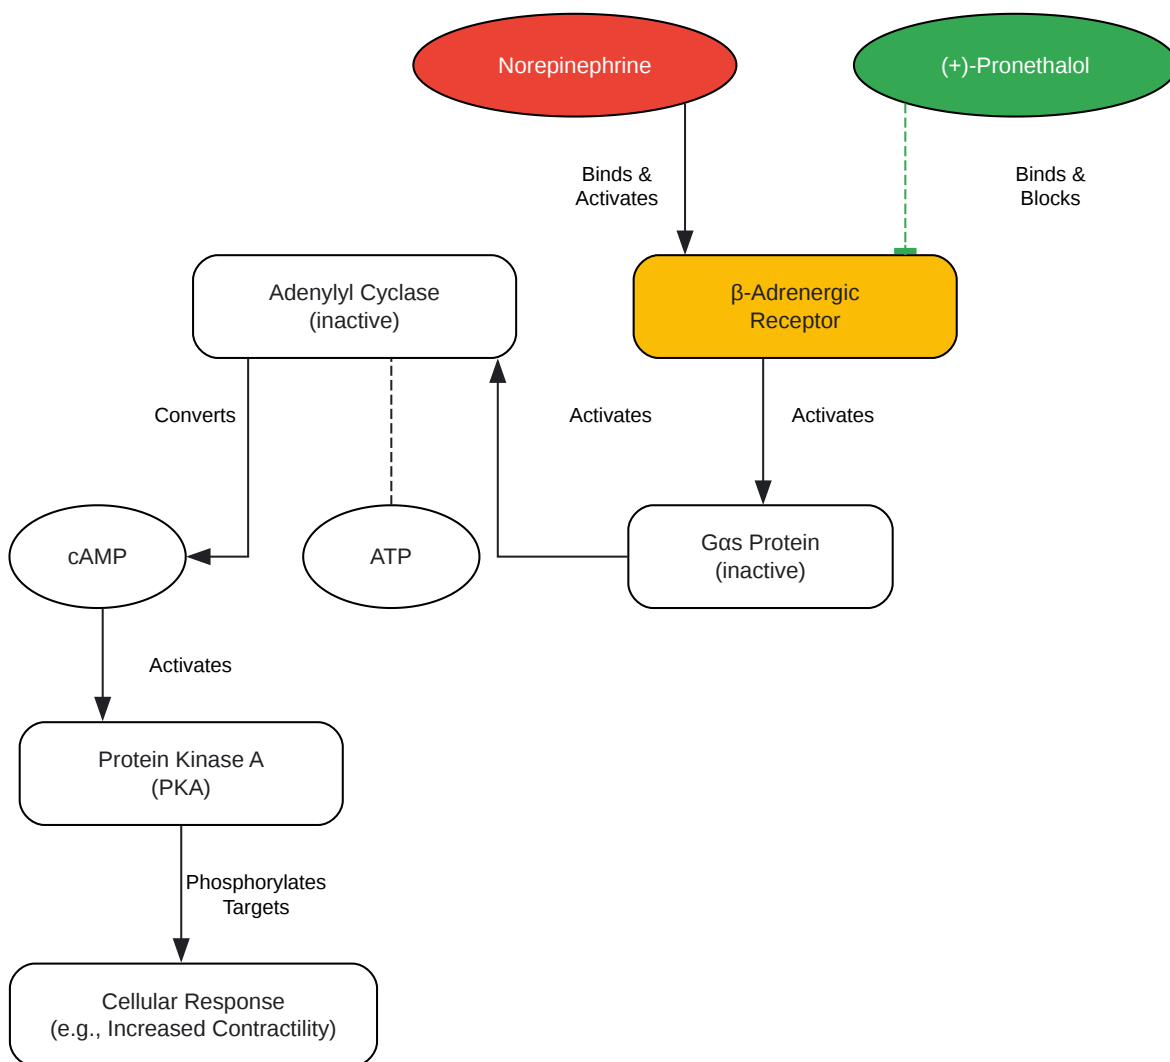 Norepinephrine
(+)-Pronethalol
Binds &
Activates
Binds &
Blocks
Adenylyl Cyclase
(inactive)
β-Adrenergic
Receptor
Converts
Activates
Activates
cAMP
ATP
Gαs Protein
(inactive)
Activates
Protein Kinase A
(PKA)
Phosphorylates
Targets
Cellular Response
(e.g., Increased Contractility)